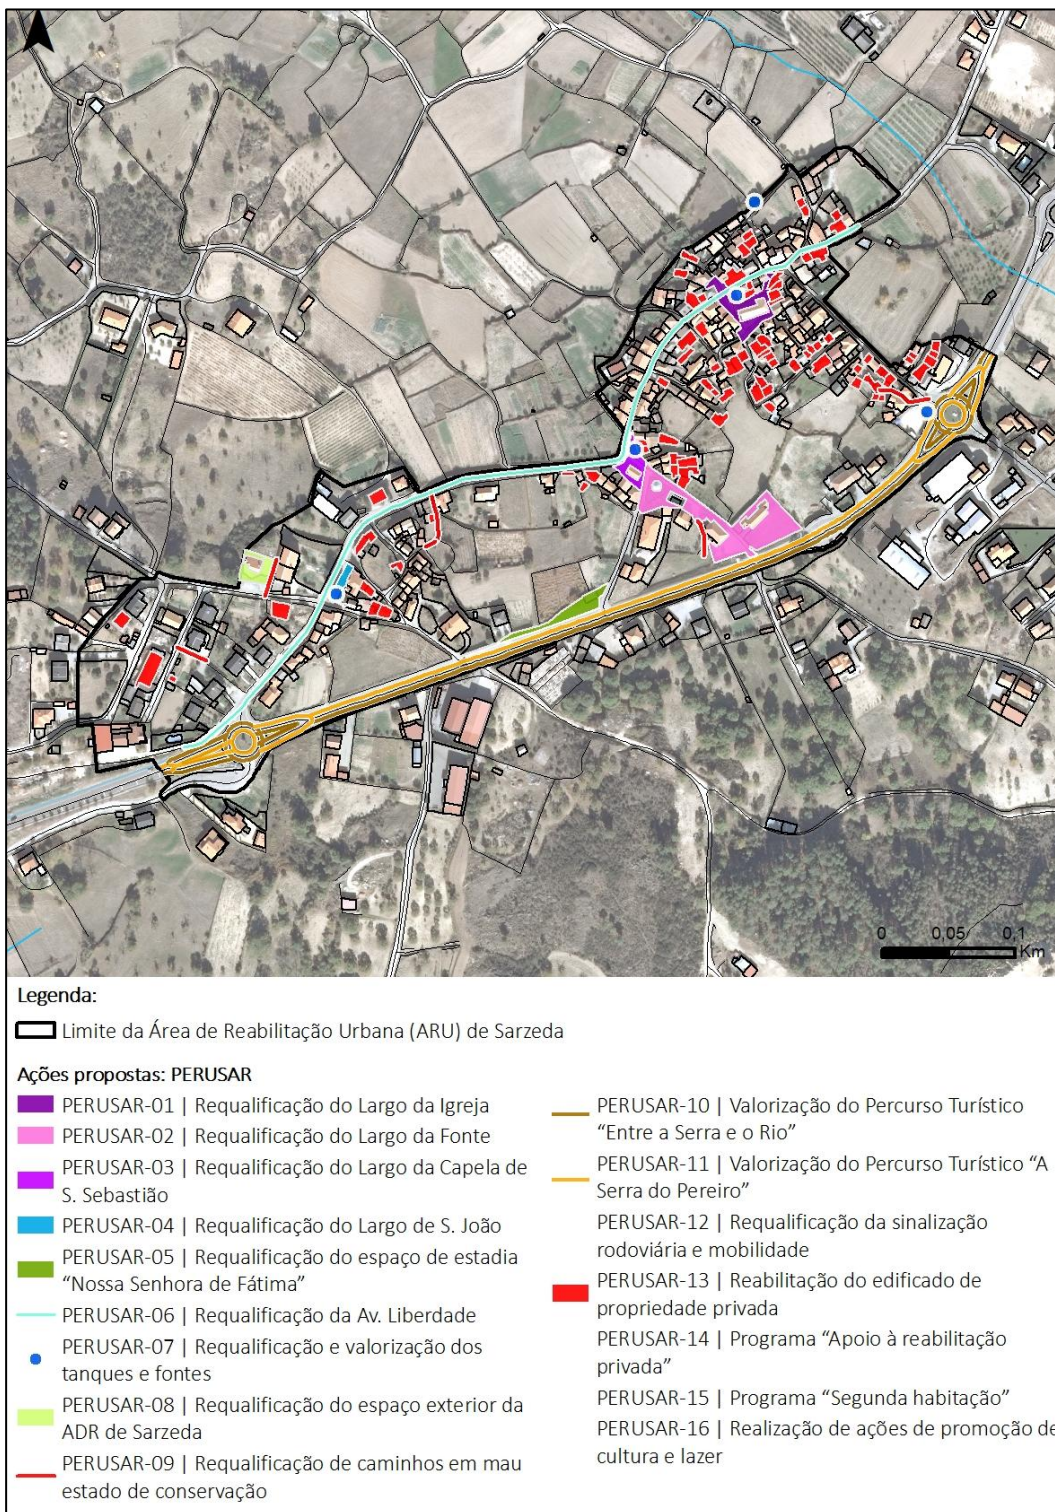 0 0,05 0,1
Km
Legenda:
Limite da Área de Reabilitação Urbana (ARU) de Sarzeda
Ações propostas: PERUSAR
PERUSAR-01 | Requalificação do Largo da Igreja
PERUSAR-02 | Requalificação do Largo da Fonte
PERUSAR-03 | Requalificação do Largo da Capela de
S. Sebastião
PERUSAR-04 | Requalificação do Largo de S. João
PERUSAR-05 | Requalificação do espaço de estadia
“Nossa Senhora de Fátima”
PERUSAR-06 | Requalificação da Av. Liberdade
PERUSAR-07 | Requalificação e valorização dos
tanques e fontes
PERUSAR-08 | Requalificação do espaço exterior da
ADR de Sarzeda
PERUSAR-09 | Requalificação de caminhos em mau
estado de conservação
PERUSAR-10 | Valorização do Percurso Turístico
“Entre a Serra e o Rio”
PERUSAR-11 | Valorização do Percurso Turístico “A
Serra do Pereiro”
PERUSAR-12 | Requalificação da sinalização
rodoviária e mobilidade
PERUSAR-13 | Reabilitação do edificado de
propriedade privada
PERUSAR-14 | Programa “Apoio à reabilitação
privada”
PERUSAR-15 | Programa “Segunda habitação”
PERUSAR-16 | Realização de ações de promoção de
cultura e lazer